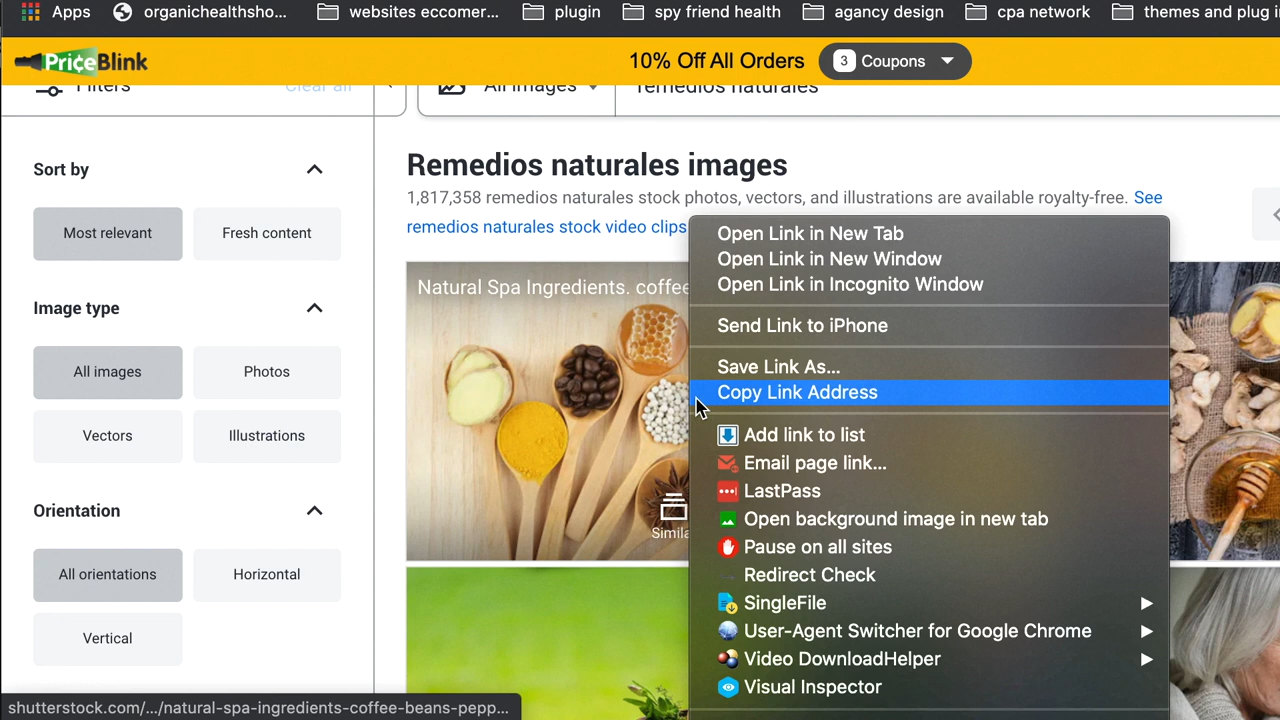 Apps
organichealthsho...
websites eccomer...
plugin
spy friend health
agancy design
cpa network
themes and plug i
PriceBlink
10% Off All Orders
3 Coupons
Filters
Clear all
All images
remedios naturales
Sort by
Most relevant
Fresh content
Image type
All images
Photos
Vectors
Illustrations
Orientation
All orientations
Horizontal
Vertical
Remedios naturales images
1,817,358 remedios naturales stock photos, vectors, and illustrations are available royalty-free. See
remedios naturales stock video clips
Natural Spa Ingredients. coffee
Open Link in New Tab
Open Link in New Window
Open Link in Incognito Window
Send Link to iPhone
Save Link As...
Copy Link Address
Add link to list
Email page link...
LastPass
Open background image in new tab
Pause on all sites
Redirect Check
SingleFile
User-Agent Switcher for Google Chrome
Video DownloadHelper
Visual Inspector
Simila
shutterstock.com/.../natural-spa-ingredients-coffee-beans-pepp...